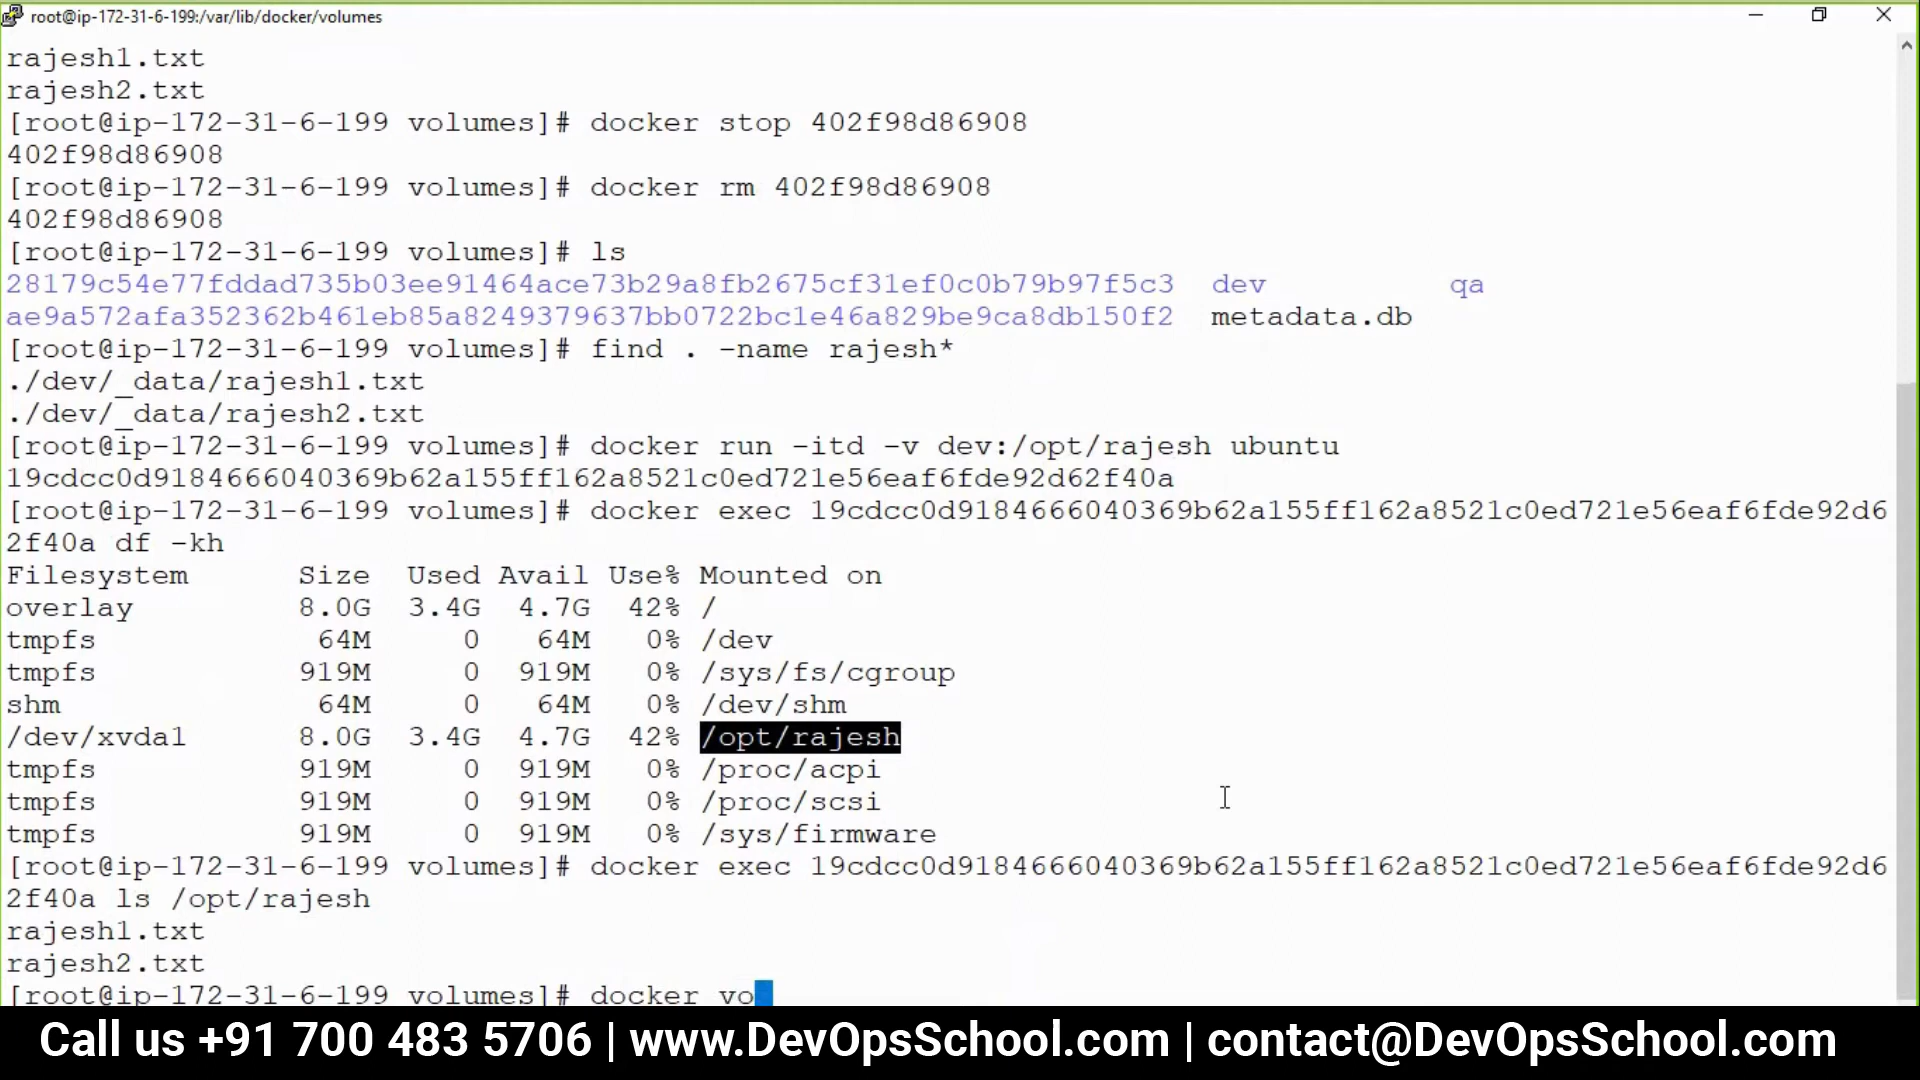 root@ip-172-31-6-199:/var/lib/docker/volumes
rajesh1.txt
rajesh2.txt
[root@ip-172-31-6-199 volumes]# docker stop 402f98d86908
402f98d86908
[root@ip-172-31-6-199 volumes]# docker rm 402f98d86908
402f98d86908
[root@ip-172-31-6-199 volumes]# ls
28179c54e77fddad735b03ee91464ace73b29a8fb2675cf31ef0c0b79b97f5c3  dev          qa
ae9a572afa352362b461eb85a8249379637bb0722bc1e46a829be9ca8db150f2  metadata.db
[root@ip-172-31-6-199 volumes]# find . -name rajesh*
./dev/_data/rajesh1.txt
./dev/_data/rajesh2.txt
[root@ip-172-31-6-199 volumes]# docker run -itd -v dev:/opt/rajesh ubuntu
19cdcc0d9184666040369b62a155ff162a8521c0ed721e56eaf6fde92d62f40a
[root@ip-172-31-6-199 volumes]# docker exec 19cdcc0d9184666040369b62a155ff162a8521c0ed721e56eaf6fde92d6
2f40a df -kh
Filesystem      Size  Used Avail Use% Mounted on
overlay         8.0G  3.4G  4.7G  42% /
tmpfs            64M     0   64M   0% /dev
tmpfs           919M     0  919M   0% /sys/fs/cgroup
shm              64M     0   64M   0% /dev/shm
/dev/xvda1      8.0G  3.4G  4.7G  42% /opt/rajesh
tmpfs           919M     0  919M   0% /proc/acpi
tmpfs           919M     0  919M   0% /proc/scsi
tmpfs           919M     0  919M   0% /sys/firmware
[root@ip-172-31-6-199 volumes]# docker exec 19cdcc0d9184666040369b62a155ff162a8521c0ed721e56eaf6fde92d6
2f40a ls /opt/rajesh
rajesh1.txt
rajesh2.txt
[root@ip-172-31-6-199 volumes]# docker vo
Call us +91 700 483 5706 | www.DevOpsSchool.com | contact@DevOpsSchool.com